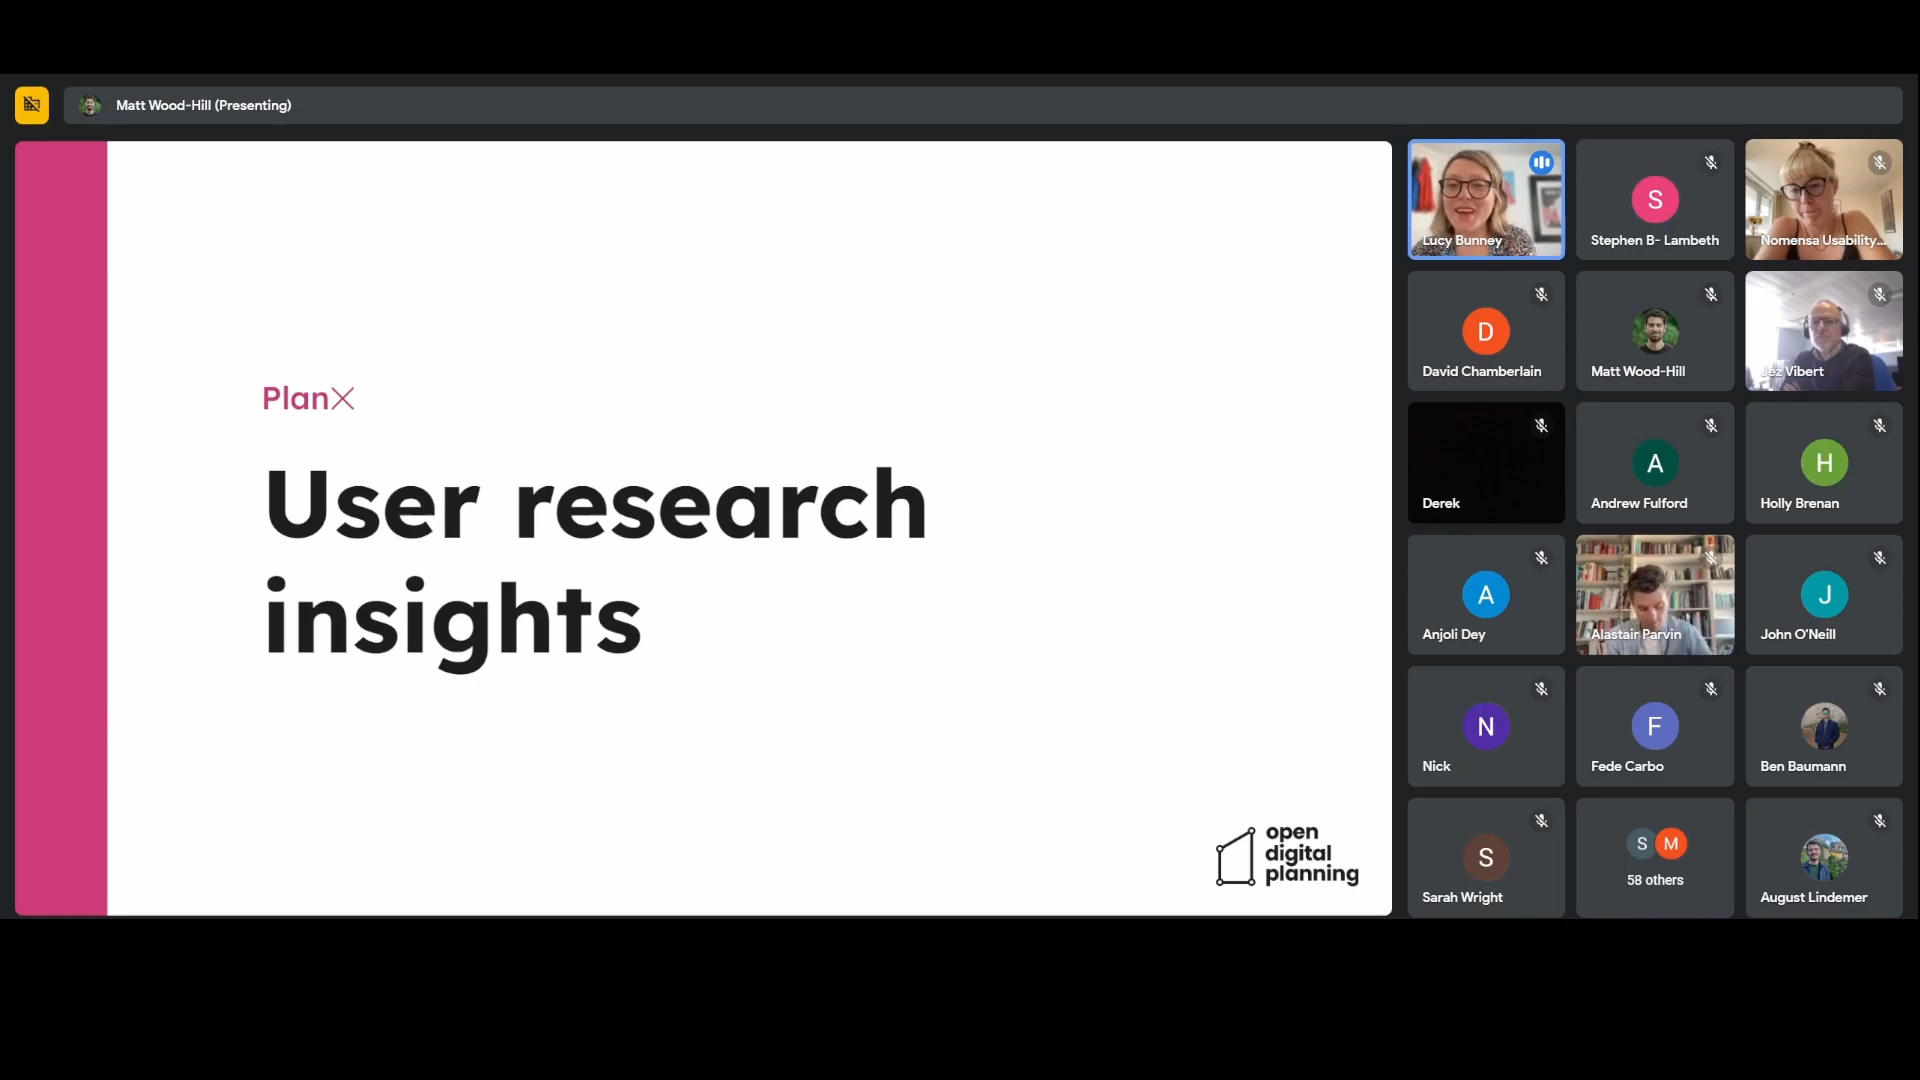 Matt Wood-Hill (Presenting)
PlanX
User research
insights
open
digital
planning
Lucy Bunney
S
Stephen B- Lambeth
Nomensa Usability...
D
David Chamberlain
Matt Wood-Hill
Jez Vibert
Derek
A
Andrew Fulford
H
Holly Brenan
A
Anjoli Dey
Alastair Parvin
J
John O'Neill
N
Nick
F
Fede Carbo
Ben Baumann
S
Sarah Wright
S M
58 others
August Lindemer